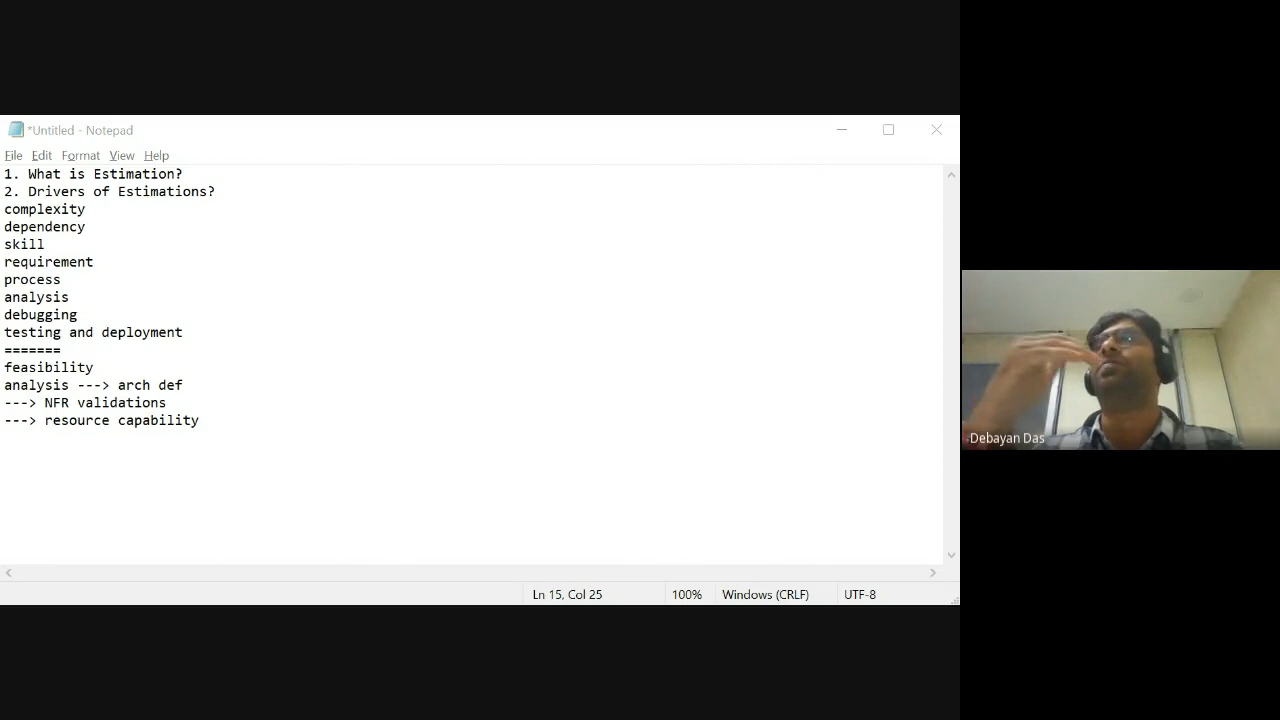 *Untitled - Notepad
File Edit Format View Help
1. What is Estimation?
2. Drivers of Estimations?
complexity
dependency
skill
requirement
process
analysis
debugging
testing and deployment
=======
feasibility
analysis ---> arch def
---> NFR validations
---> resource capability
Ln 15, Col 25 100% Windows (CRLF) UTF-8
Debayan Das